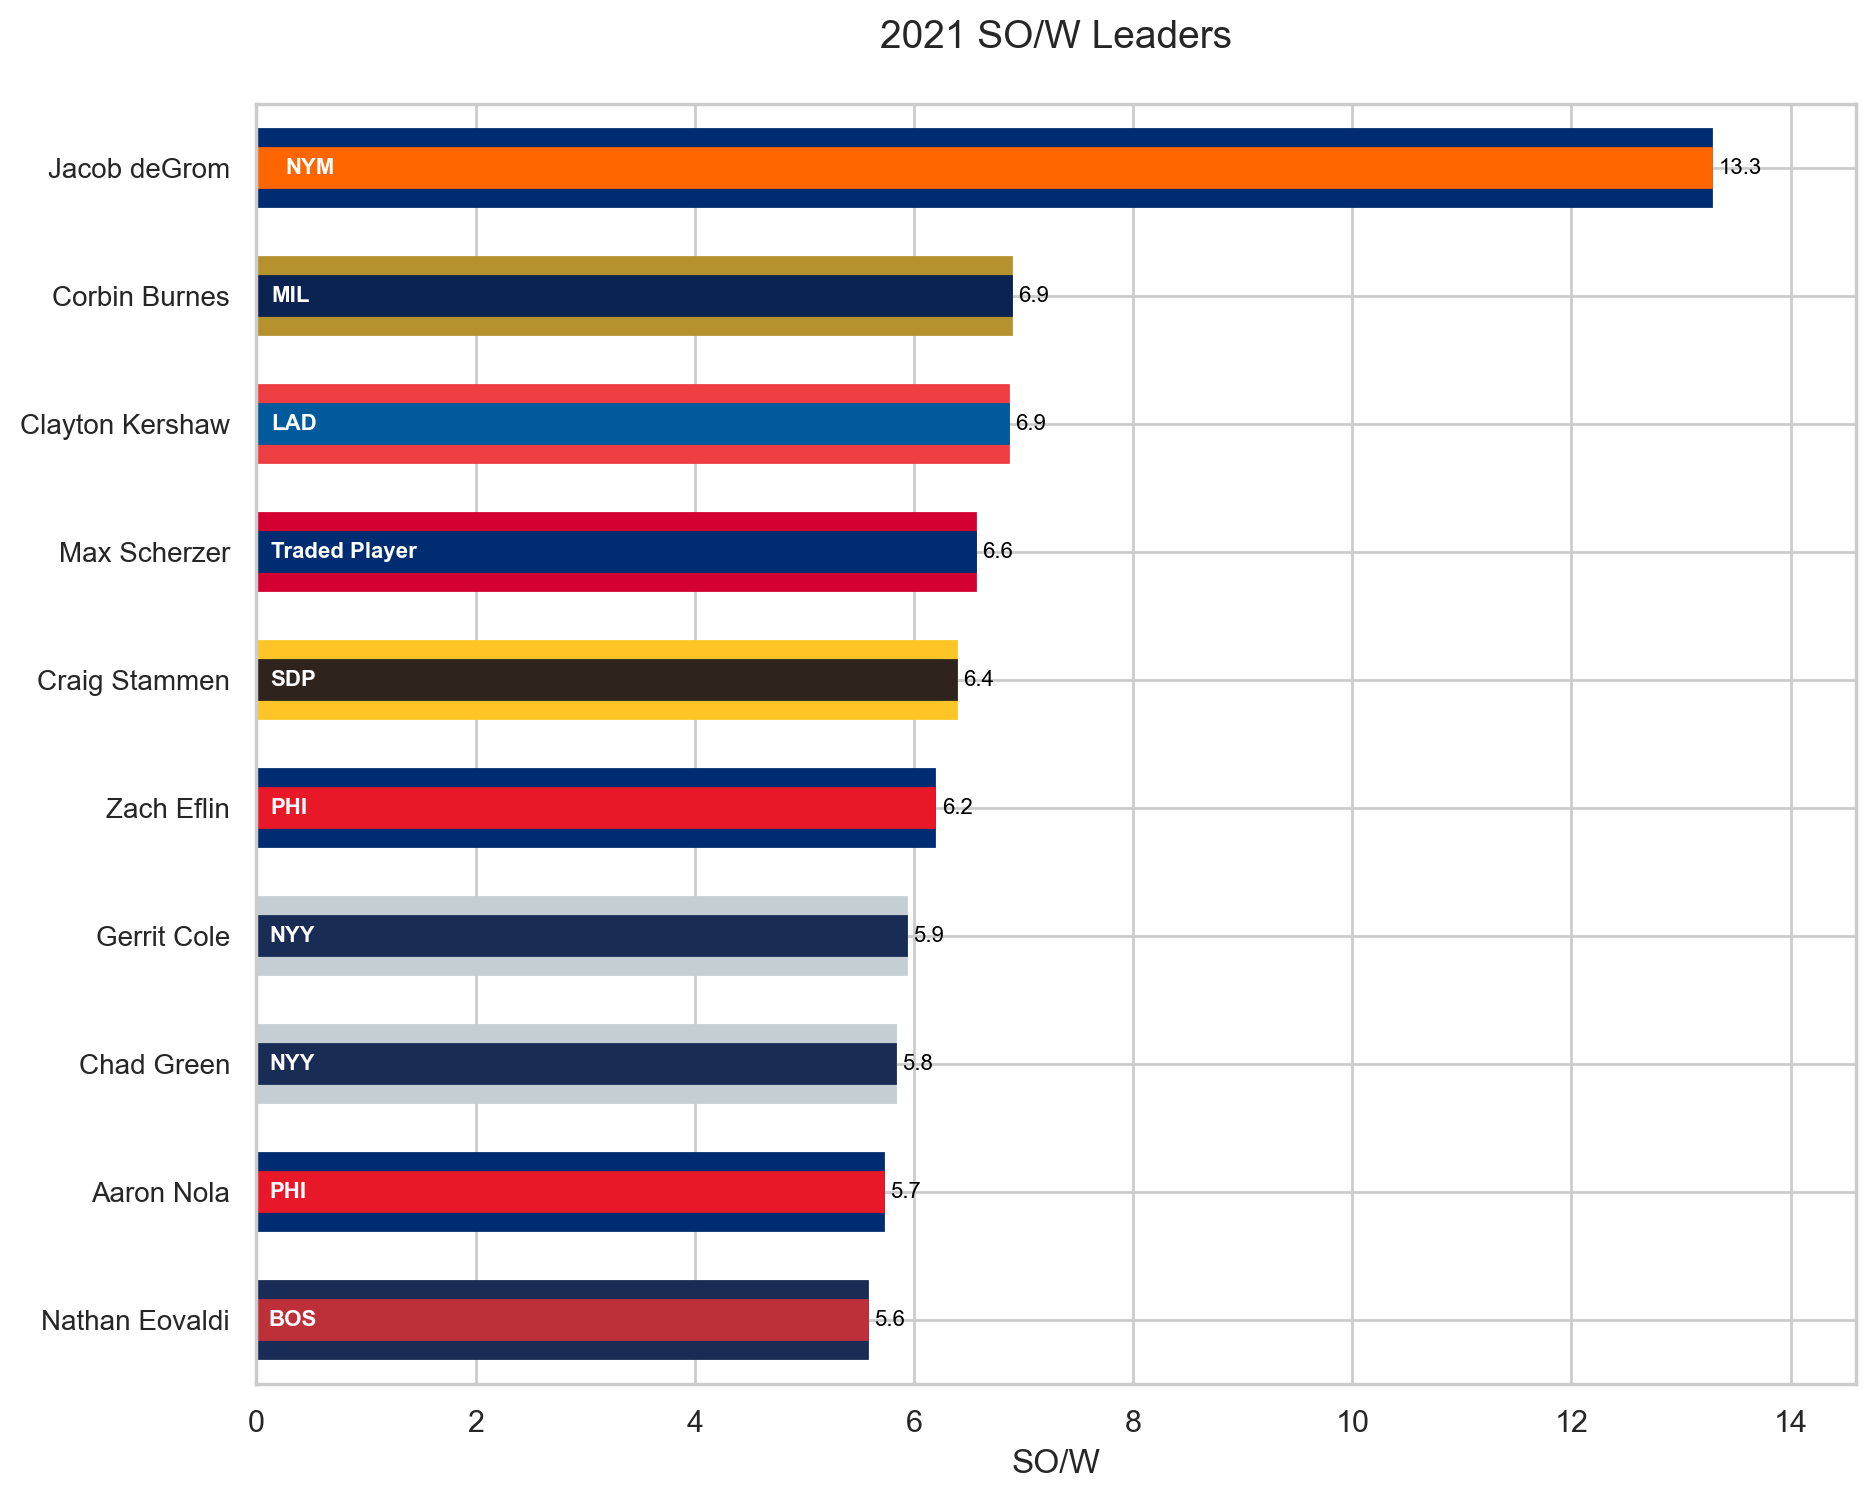 2021 SO/W Leaders
Jacob deGrom NYM 13.3
Corbin Burnes MIL 6.9
Clayton Kershaw LAD 6.9
Max Scherzer Traded Player 6.6
Craig Stammen SDP 6.4
Zach Eflin PHI 6.2
Gerrit Cole NYY 5.9
Chad Green NYY 5.8
Aaron Nola PHI 5.7
Nathan Eovaldi BOS 5.6
0 2 4 6 8 10 12 14
SO/W